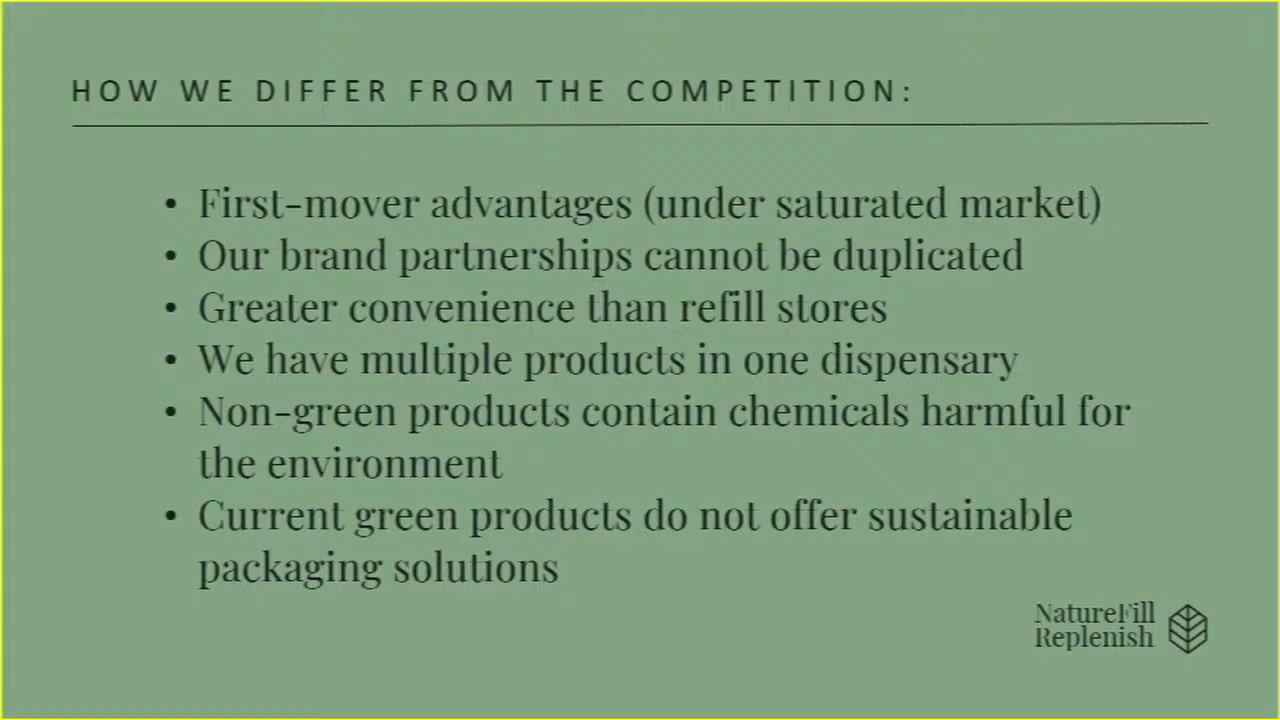 HOW WE DIFFER FROM THE COMPETITION:
• First-mover advantages (under saturated market)
• Our brand partnerships cannot be duplicated
• Greater convenience than refill stores
• We have multiple products in one dispensary
• Non-green products contain chemicals harmful for
the environment
• Current green products do not offer sustainable
packaging solutions
NatureFill
Replenish